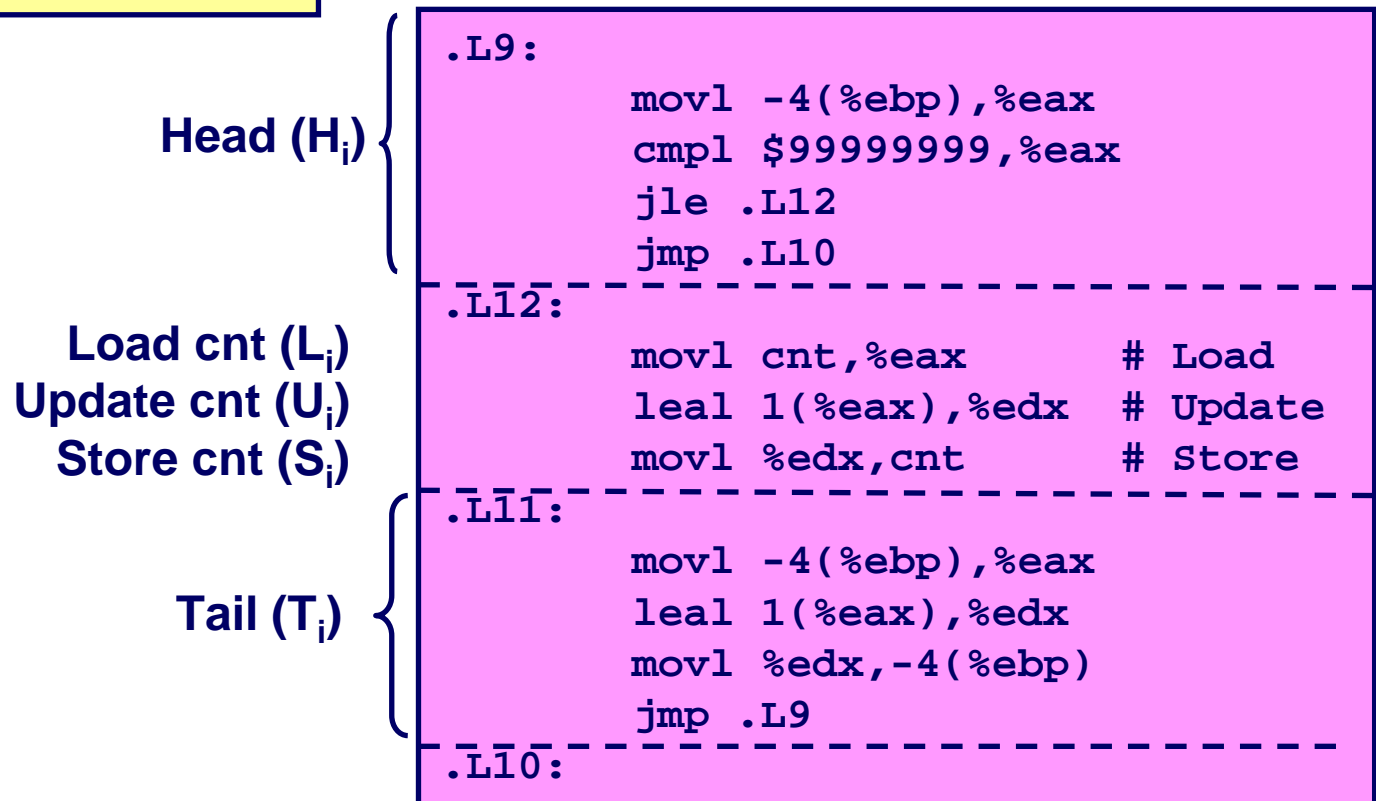 .L9:
movl -4(%ebp),%eax
cmpl $99999999,%eax
jle .L12
jmp .L10
Head (Hi)
.L12:
Load cnt (Li)
movl cnt,%eax # Load
Update cnt (Ui)
leal 1(%eax),%edx # Update
Store cnt (Si)
movl %edx,cnt # Store
.L11:
movl -4(%ebp),%eax
leal 1(%eax),%edx
movl %edx,-4(%ebp)
jmp .L9
Tail (Ti)
.L10: